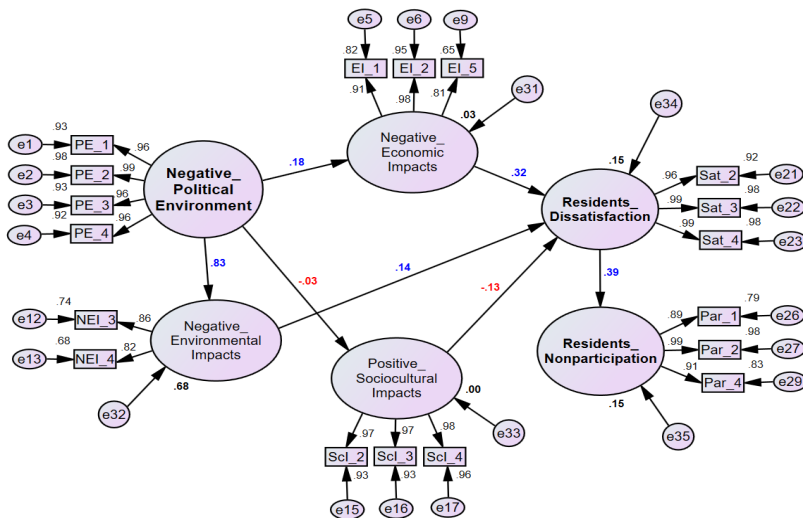 e5
e6
e9
.82
.95
.65
EI_1
EI_2
EI_5
.91
.98
.81
e31
.03
Negative_
Economic
Impacts
e34
.15
e1
.93
PE_1
.96
e2
.98
PE_2
.99
e3
.93
PE_3
.96
e4
.92
PE_4
.96
Negative_
Political
Environment
.18
.32
Residents_
Dissatisfaction
.96
Sat_2
.92
e21
.99
Sat_3
.98
e22
.99
Sat_4
.98
e23
.83
-.03
.14
-.13
.39
e12
.74
NEI_3
.86
e13
.68
NEI_4
.82
Negative_
Environmental
Impacts
.68
e32
Positive_
Sociocultural
Impacts
.00
e33
Residents_
Nonparticipation
.89
Par_1
.79
e26
.99
Par_2
.98
e27
.91
Par_4
.83
e29
.15
e35
.97
.97
.98
ScI_2
ScI_3
ScI_4
.93
.93
.96
e15
e16
e17